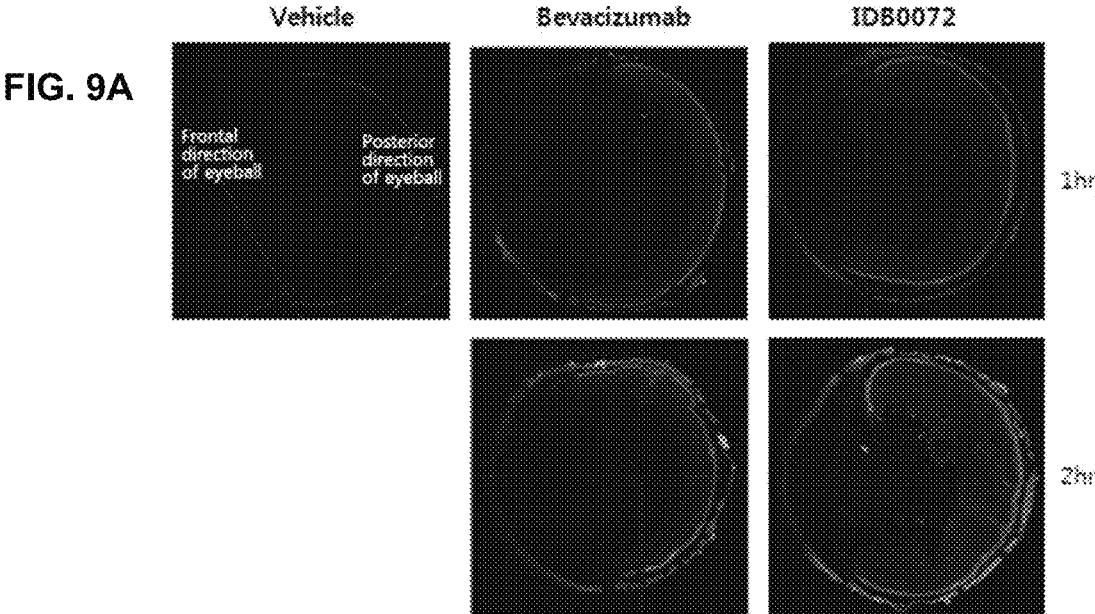 Vehicle
Bevacizumab
IDB0072
FIG. 9A
Frontal
direction
of eyeball
Posterior
direction
of eyeball
1hr
2hr